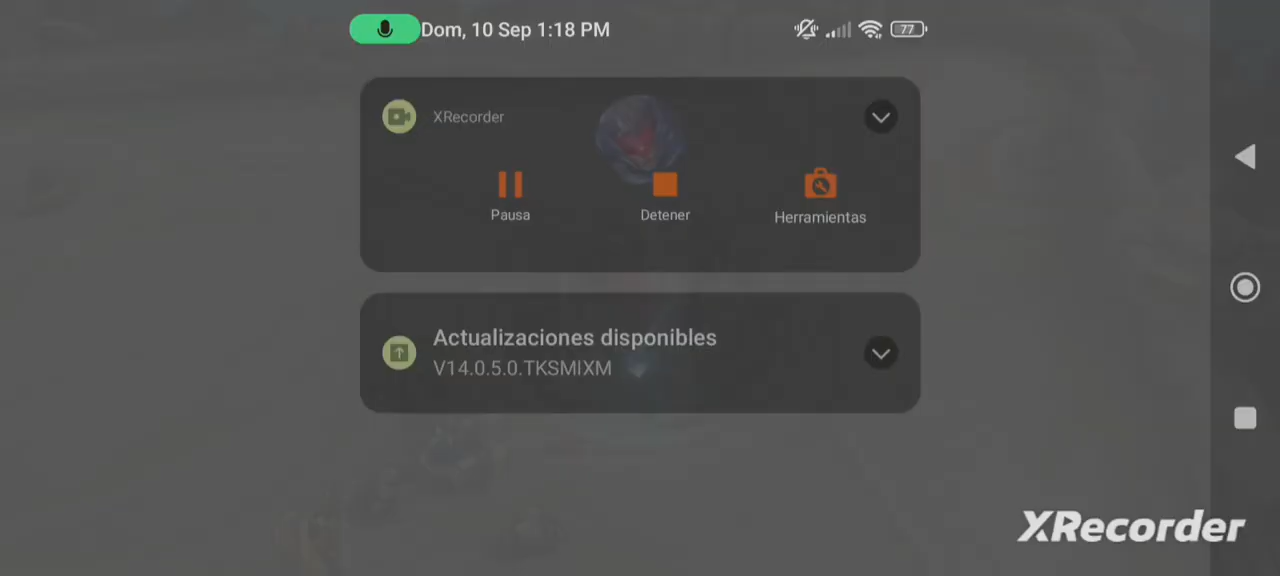 Dom, 10 Sep 1:18 PM
77
XRecorder
Pausa
Detener
Herramientas
Actualizaciones disponibles
V14.0.5.0.TKSMIXM
XRecorder